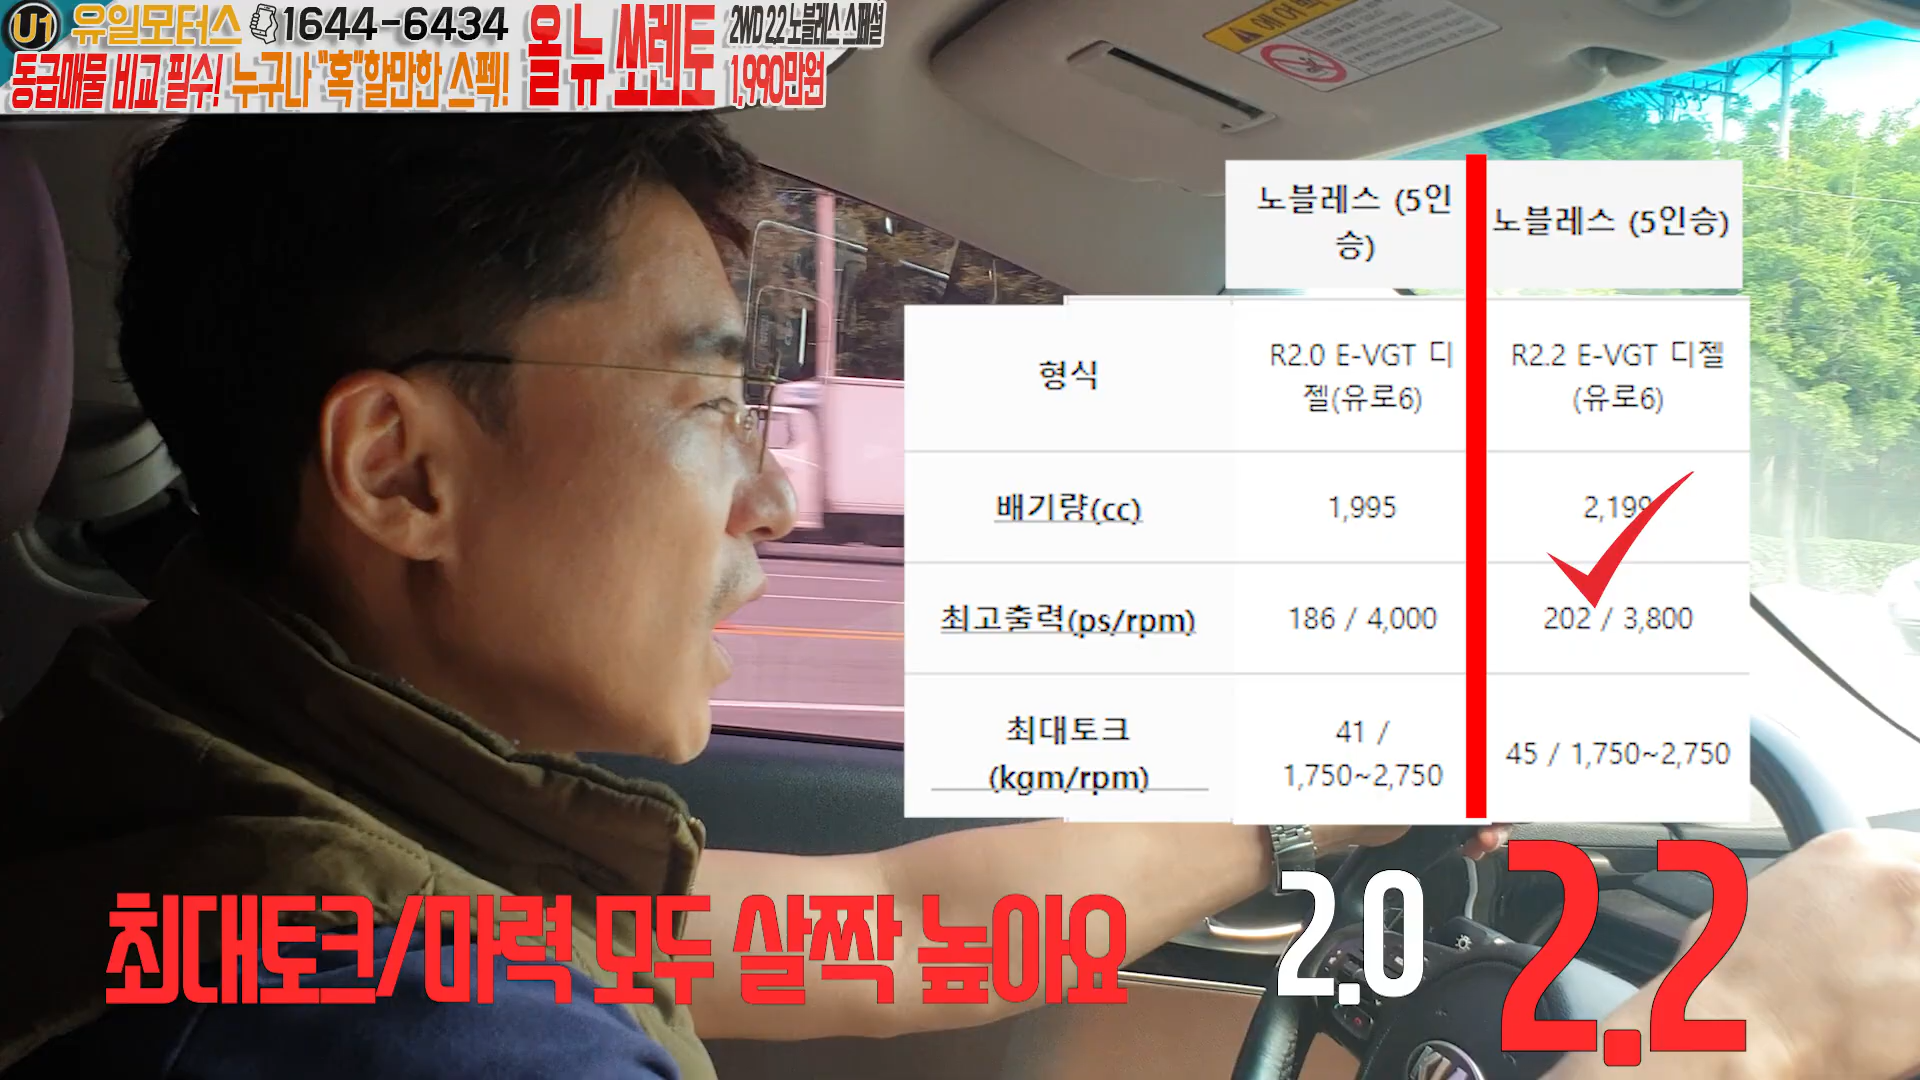 U1 유일모터스 1644-6434
동급매물 비교 필수! 누구나 "혹"할만한 스펙!
올 뉴 쏘렌토
2WD 2.2 노블레스 스페셜
1,990만원
노블레스 (5인
승)
노블레스 (5인승)
형식
R2.0 E-VGT 디
젤(유로6)
R2.2 E-VGT 디젤
(유로6)
배기량(cc)
1,995
2,199
최고출력(ps/rpm)
186 / 4,000
202 / 3,800
최대토크
(kgm/rpm)
41 /
1,750~2,750
45 / 1,750~2,750
최대토크/마력 모두 살짝 높아요
2.0
2.2